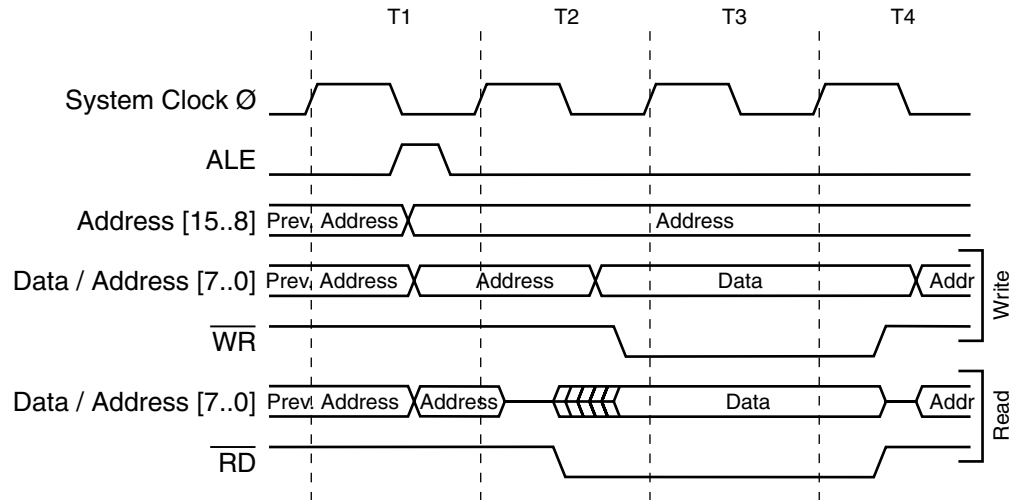 T1 T2 T3 T4
System Clock Ø
ALE
Address [15..8] Prev. Address Address
Data / Address [7..0] Prev. Address Address Data Addr
WR
Write
Data / Address [7..0] Prev. Address Address Data Addr
RD
Read